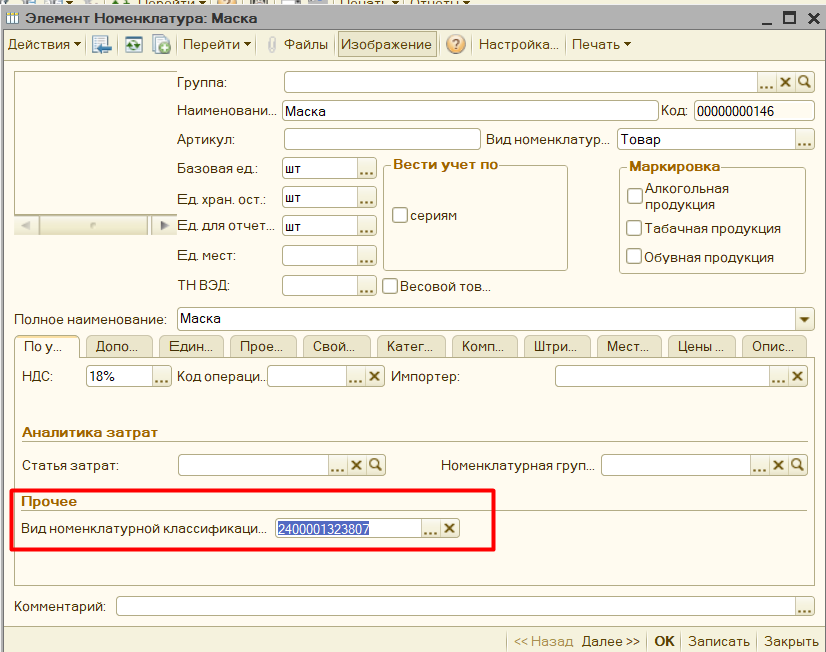 Элемент Номенклатура: Маска
Действия Перейти Файлы Изображение Настройка... Печать
Группа:
Наименовани... Маска Код: 00000000146
Артикул: Вид номенклатур... Товар
Базовая ед.: шт
Ед. хран. ост.: шт
Ед. для отчет... шт
Ед. мест:
ТН ВЭД: Весовой тов...
Вести учет по
сериям
Маркировка
Алкогольная
продукция
Табачная продукция
Обувная продукция
Полное наименование: Маска
По у... Допо... Един... Прое... Свой... Катег... Комп... Штри... Мест... Цены ... Опис...
НДС: 18% Код операци... Импортер:
Аналитика затрат
Статья затрат: Номенклатурная груп...
Прочее
Вид номенклатурной классификаци... 2400001323807
Комментарий:
<< Назад Далее >> OK Записать Закрыть